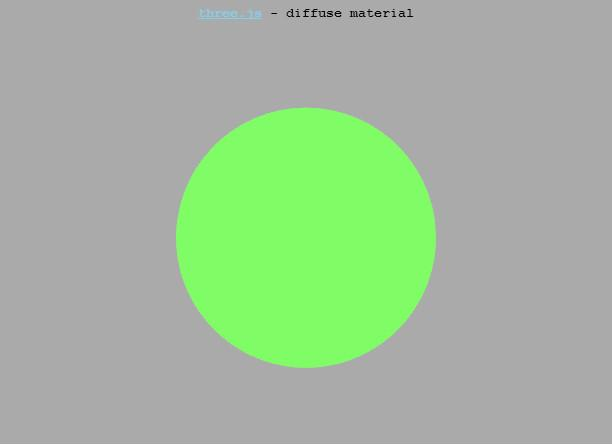 three.js - diffuse material